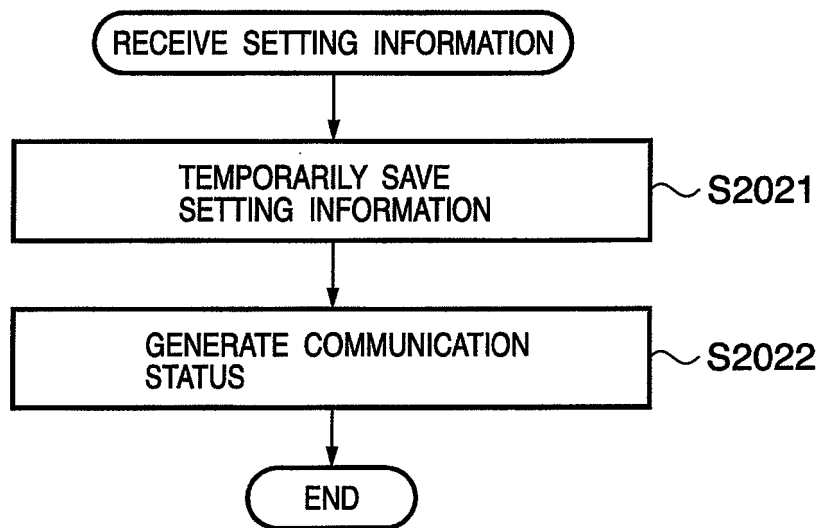 RECEIVE SETTING INFORMATION
TEMPORARILY SAVE
SETTING INFORMATION
S2021
GENERATE COMMUNICATION
STATUS
S2022
END